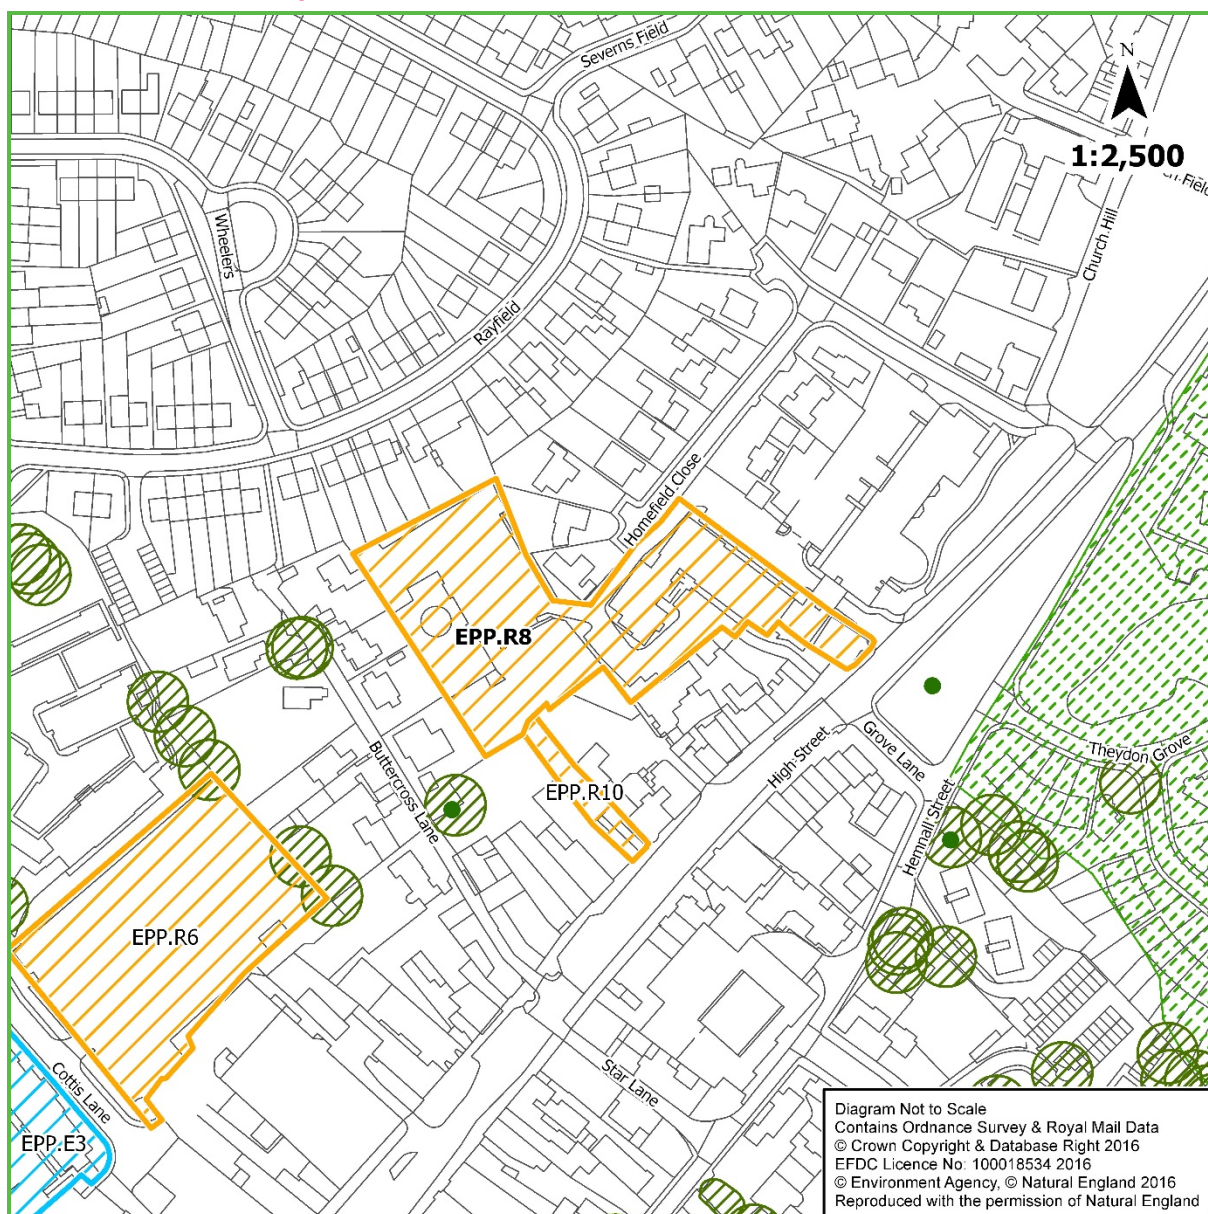 Severns Field
N
1:2,500
Church Hill
Wheelers
Rayfield
Homefield Close
EPP.R8
Buttercross Lane
High Street
Grove Lane
Theydon Grove
EPP.R10
Hemnall Street
EPP.R6
Cottis Lane
Star Lane
EPP.E3
Diagram Not to Scale
Contains Ordnance Survey & Royal Mail Data
© Crown Copyright & Database Right 2016
EFDC Licence No: 100018534 2016
© Environment Agency, © Natural England 2016
Reproduced with the permission of Natural England